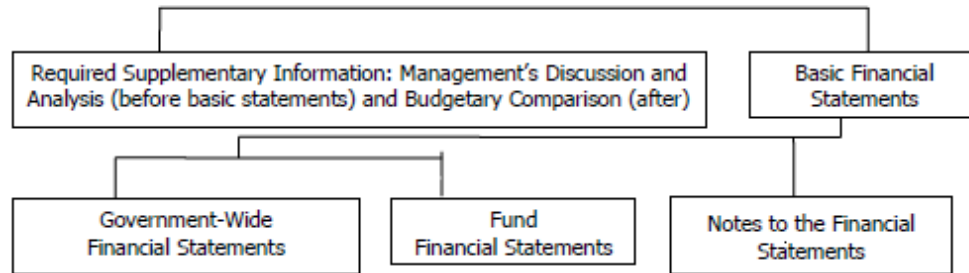 Required Supplementary Information: Management's Discussion and
Analysis (before basic statements) and Budgetary Comparison (after)
Basic Financial
Statements
Government-Wide
Financial Statements
Fund
Financial Statements
Notes to the Financial
Statements